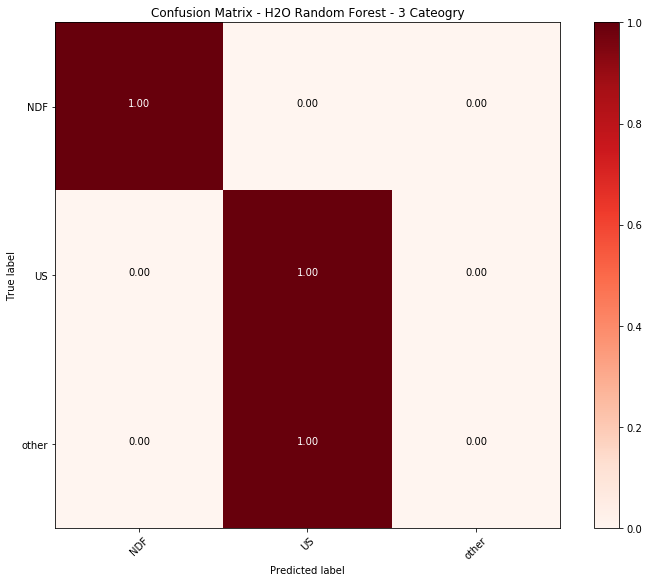 Confusion Matrix - H2O Random Forest - 3 Cateogry
1.0
NDF 1.00 0.00 0.00
0.8
0.6
True label
US 0.00 1.00 0.00
0.4
0.2
other 0.00 1.00 0.00
0.0
NDF US other
Predicted label